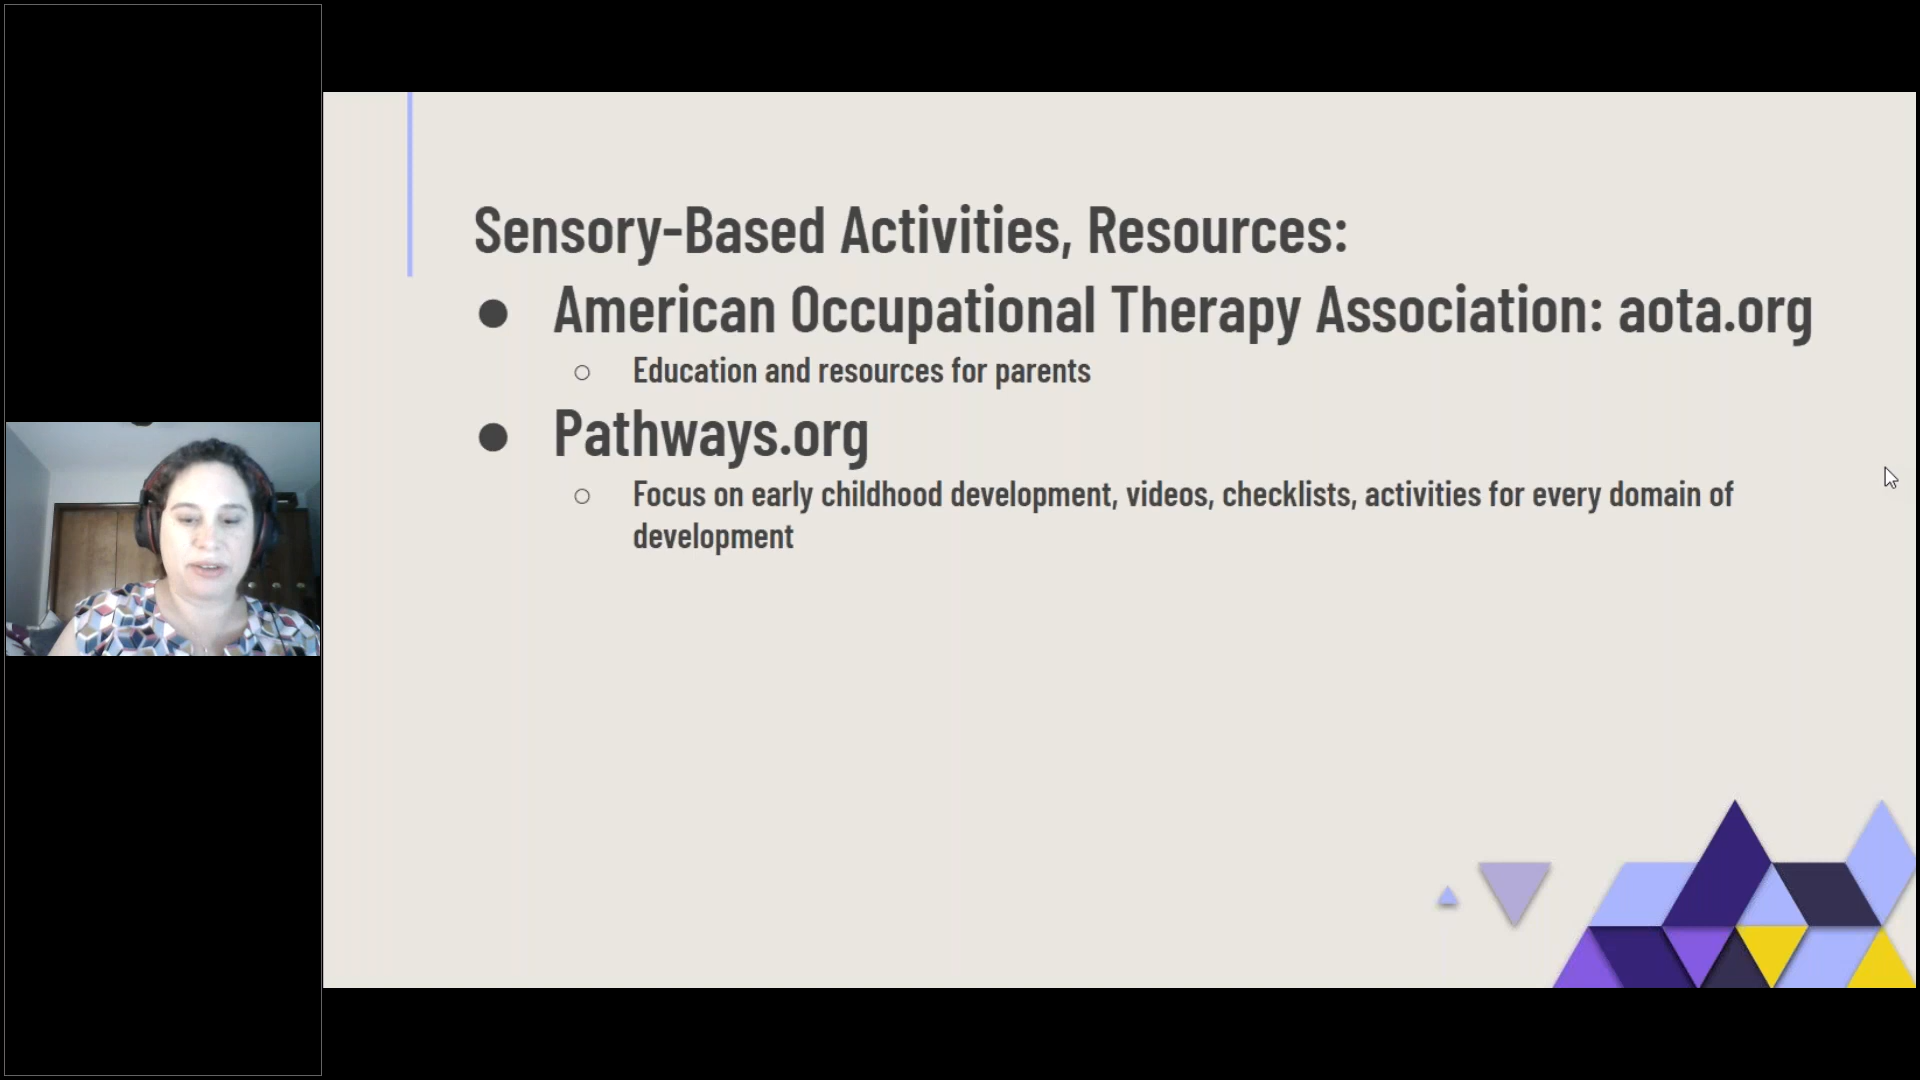 Sensory-Based Activities, Resources:
● American Occupational Therapy Association: aota.org
○ Education and resources for parents
● Pathways.org
○ Focus on early childhood development, videos, checklists, activities for every domain of
development